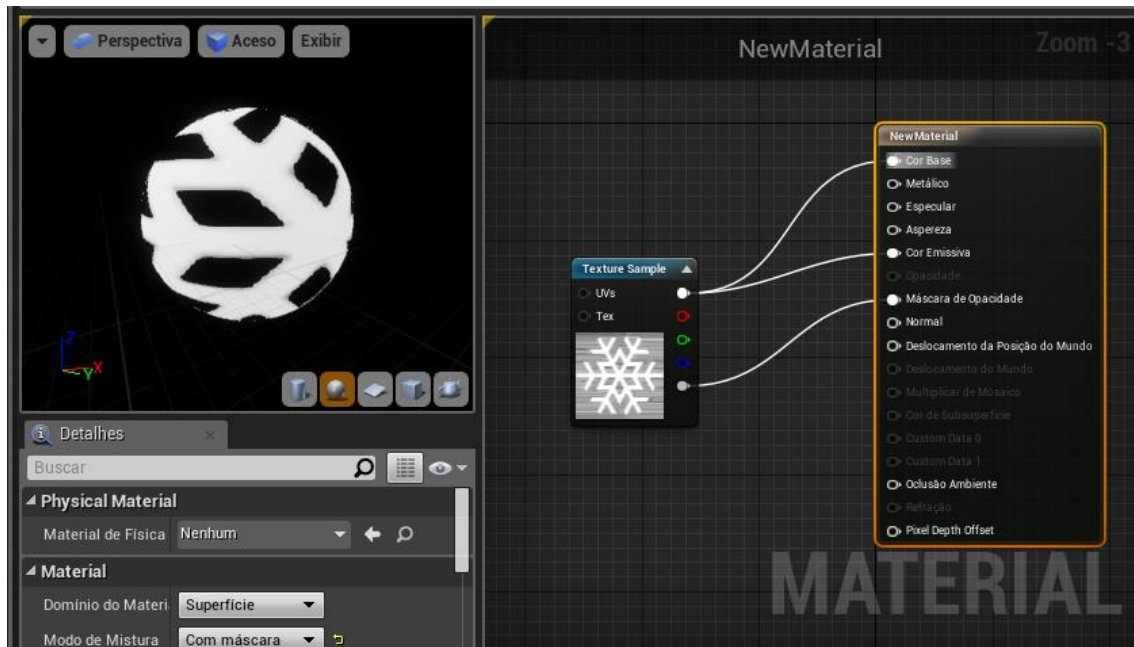 Perspectiva
Aceso
Exibir
Z
X
Y
NewMaterial
Zoom -3
NewMaterial
Cor Base
Metálico
Especular
Aspereza
Cor Emissiva
Opacidade
Máscara de Opacidade
Normal
Deslocamento da Posição do Mundo
Deslocamento do Mundo
Multiplicar de Mosaico
Cor de Subsuperfície
Custom Data 0
Custom Data 1
Oclusão Ambiente
Refração
Pixel Depth Offset
Texture Sample
UVs
Tex
MATERIAL
Detalhes
Buscar
Physical Material
Material de Física Nenhum
Material
Domínio do Materi Superfície
Modo de Mistura Com máscara